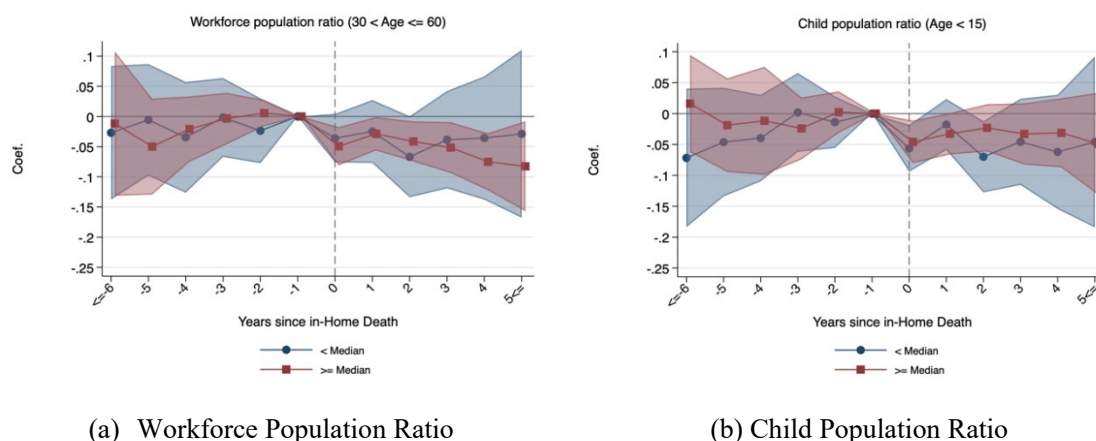 Workforce population ratio (30 < Age <= 60)
.1
.05
0
-.05
-.1
-.15
-.2
-.25
Coef.
<=-6 -5 -4 -3 -2 -1 0 1 2 3 4 5<=
Years since in-Home Death
< Median
>= Median
(a) Workforce Population Ratio
Child population ratio (Age < 15)
.1
.05
0
-.05
-.1
-.15
-.2
-.25
Coef.
<=-6 -5 -4 -3 -2 -1 0 1 2 3 4 5<=
Years since in-Home Death
< Median
>= Median
(b) Child Population Ratio